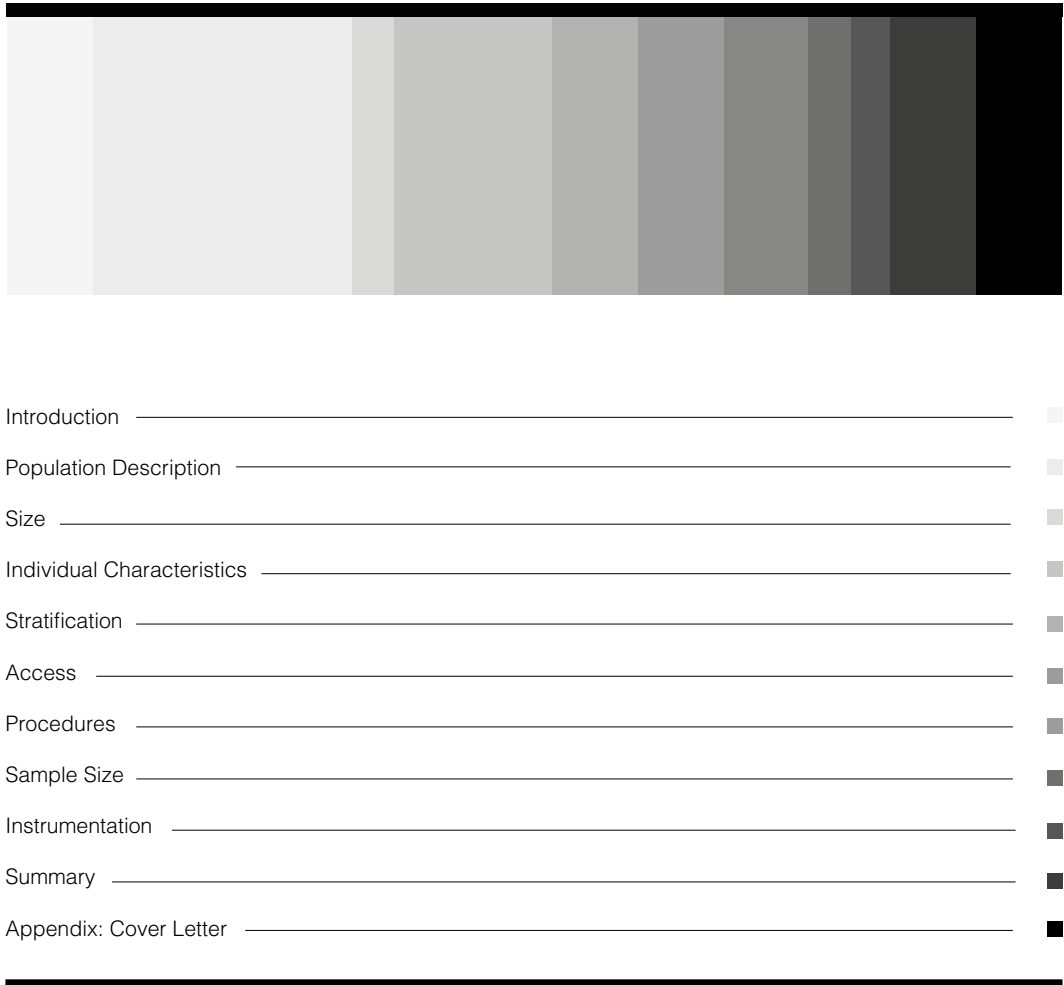 Introduction
Population Description
Size
Individual Characteristics
Stratification
Access
Procedures
Sample Size
Instrumentation
Summary
Appendix: Cover Letter